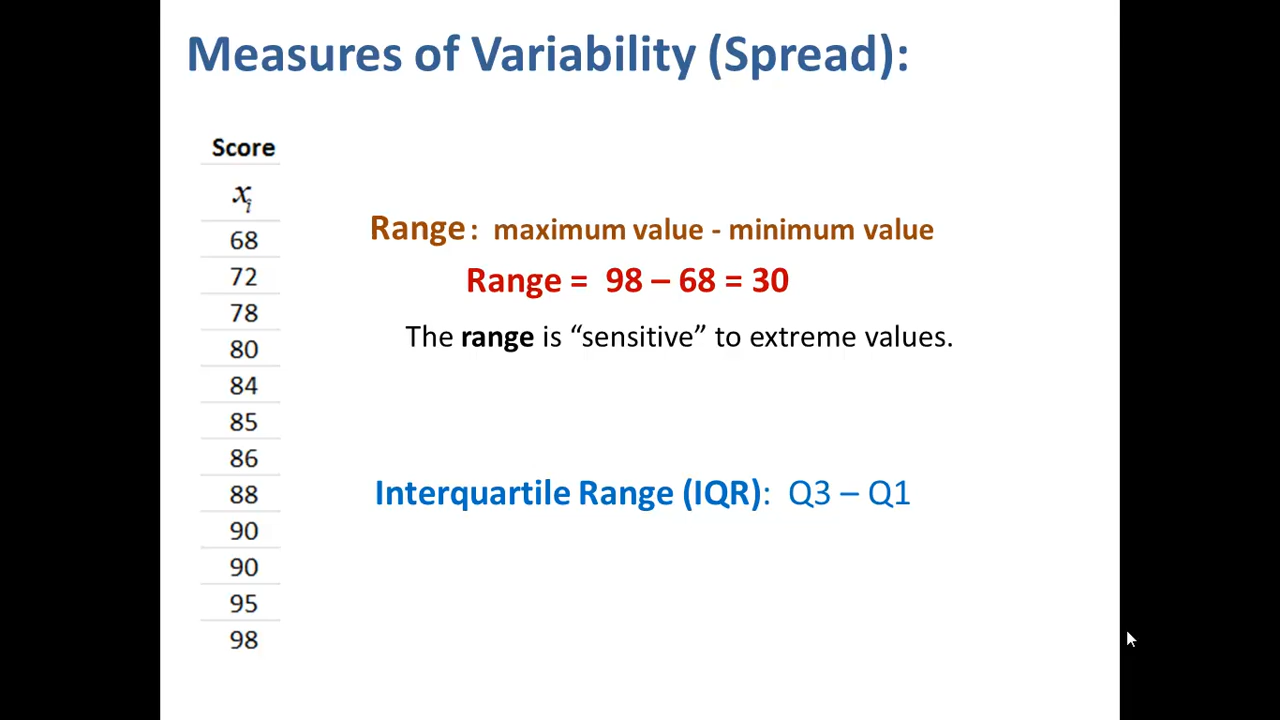 Measures of Variability (Spread):
Score
xi
68
72
78
80
84
85
86
88
90
90
95
98
Range: maximum value - minimum value
Range = 98 – 68 = 30
The range is “sensitive” to extreme values.
Interquartile Range (IQR): Q3 – Q1